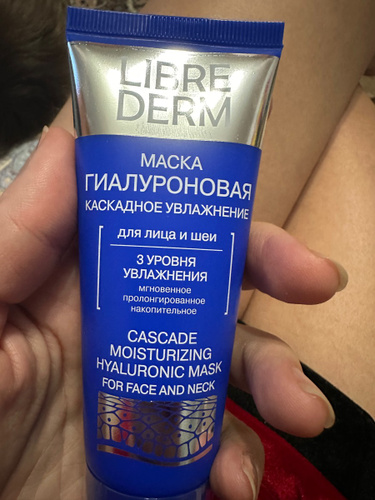 LIBRE
DERM
МАСКА
ГИАЛУРОНОВАЯ
КАСКАДНОЕ УВЛАЖНЕНИЕ
для лица и шеи
3 УРОВНЯ
УВЛАЖНЕНИЯ
мгновенное
пролонгированное
накопительное
CASCADE
MOISTURIZING
HYALURONIC MASK
FOR FACE AND NECK